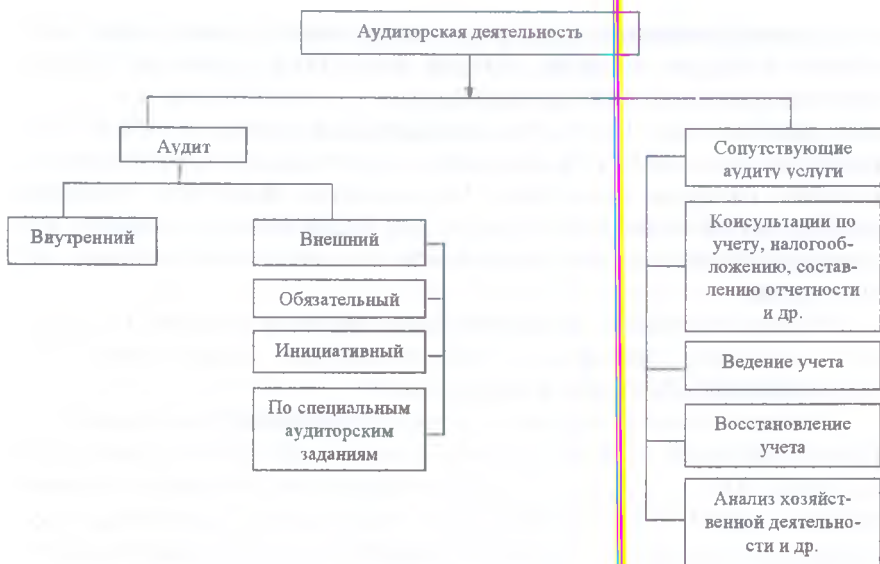 Аудиторская деятельность
Аудит
Внутренний
Внешний
Обязательный
Инициативный
По специальным
аудиторским
заданиям
Сопутствующие
аудиту услуги
Консультации по
учету, налогооб-
ложению, состав-
лению отчетности
и др.
Ведение учета
Восстановление
учета
Анализ хозяйст-
венной деятельно-
сти и др.